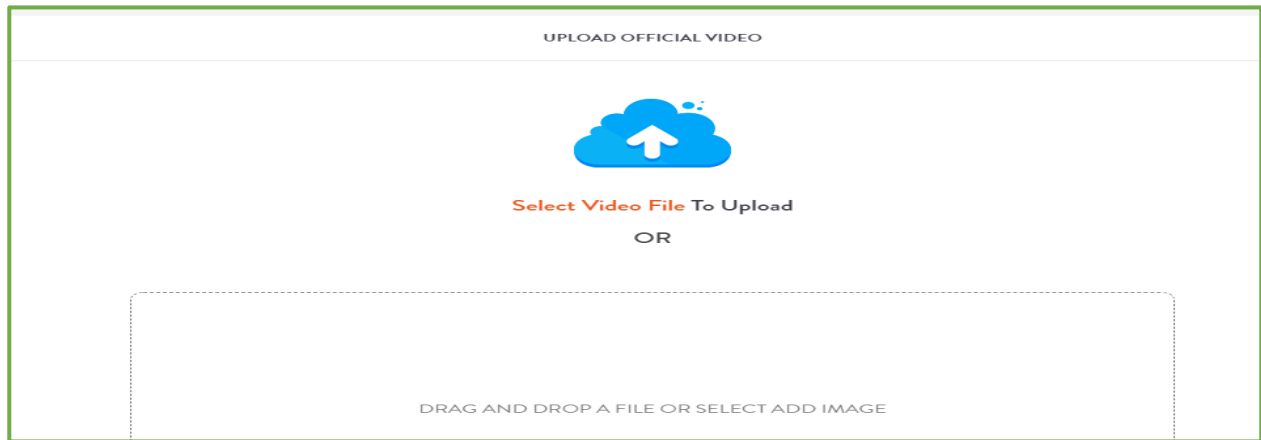 UPLOAD OFFICIAL VIDEO
Select Video File To Upload
OR
DRAG AND DROP A FILE OR SELECT ADD IMAGE